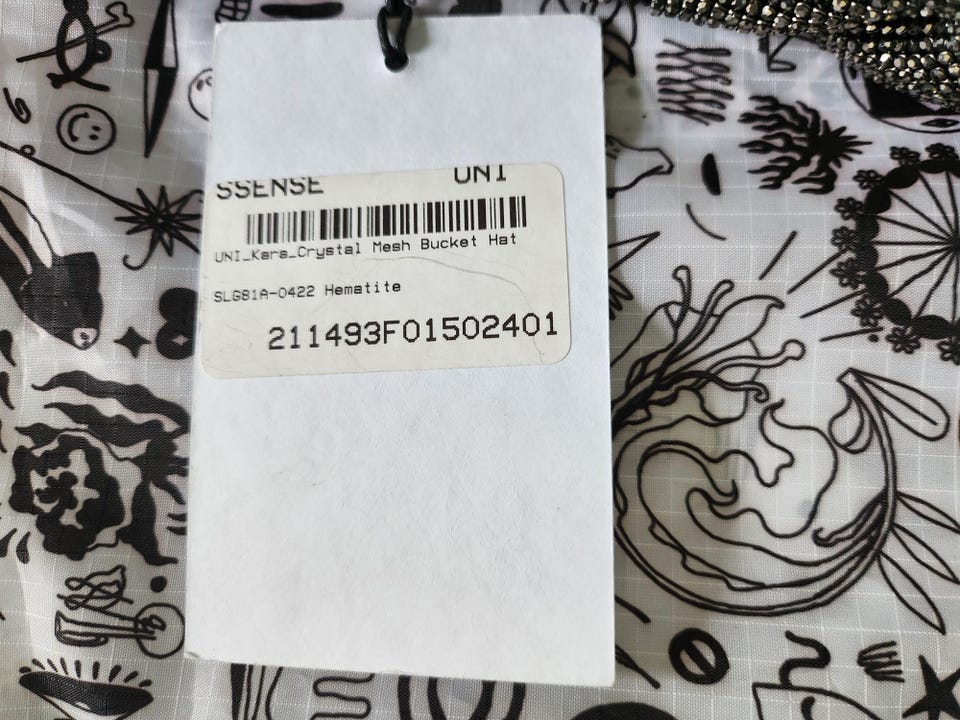 SSENSE UNI
UNI_Kara_Crystal Mesh Bucket Hat
SLG81A-0422 Hematite
211493F01502401